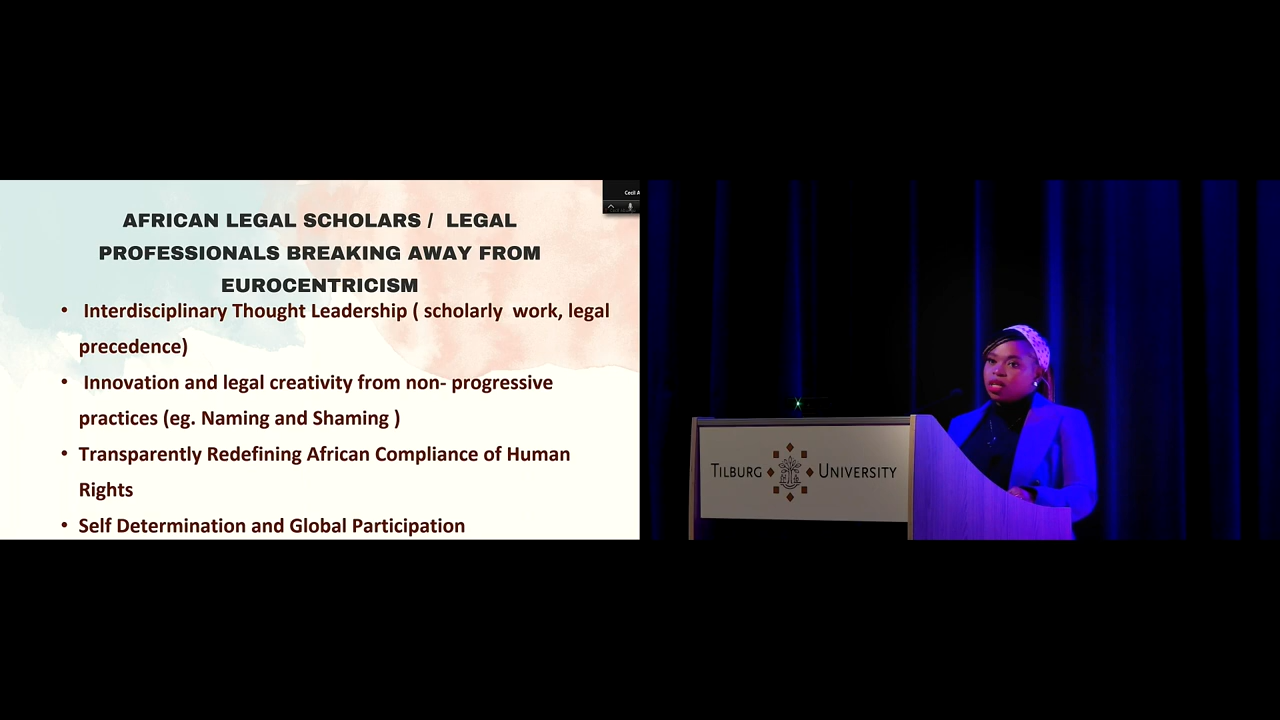 AFRICAN LEGAL SCHOLARS / LEGAL
PROFESSIONALS BREAKING AWAY FROM
EUROCENTRICISM
• Interdisciplinary Thought Leadership ( scholarly work, legal
precedence)
• Innovation and legal creativity from non- progressive
practices (eg. Naming and Shaming )
• Transparently Redefining African Compliance of Human
Rights
• Self Determination and Global Participation
Cecil A
TILBURG UNIVERSITY